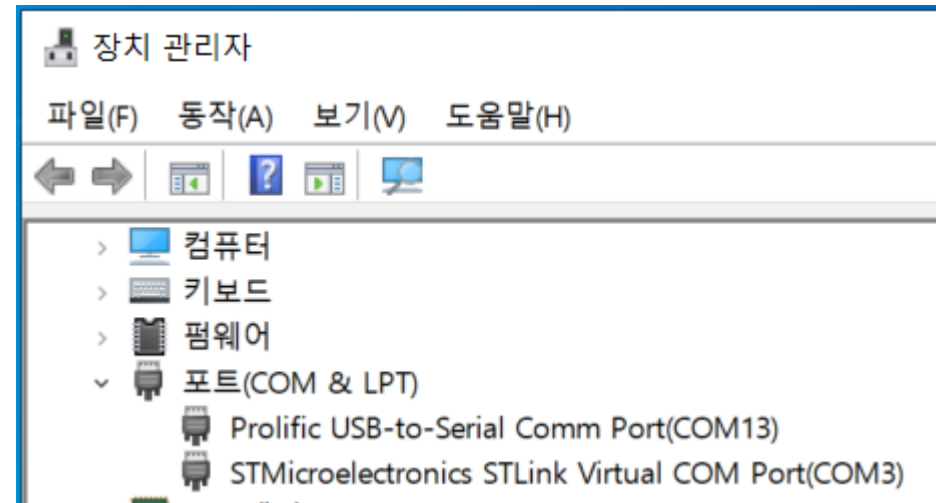 장치 관리자
파일(F) 동작(A) 보기(V) 도움말(H)
컴퓨터
키보드
펌웨어
포트(COM & LPT)
Prolific USB-to-Serial Comm Port(COM13)
STMicroelectronics STLink Virtual COM Port(COM3)